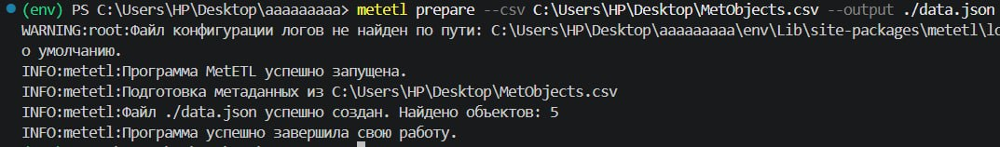 (env) PS C:\Users\HP\Desktop\aaaaaaaaa> metetl prepare --csv C:\Users\HP\Desktop\MetObjects.csv --output ./data.json
WARNING:root:Файл конфигурации логов не найден по пути: C:\Users\HP\Desktop\aaaaaaaaa\env\Lib\site-packages\metetl\lo
о умолчанию.
INFO:metetl:Программа MetETL успешно запущена.
INFO:metetl:Подготовка метаданных из C:\Users\HP\Desktop\MetObjects.csv
INFO:metetl:Файл ./data.json успешно создан. Найдено объектов: 5
INFO:metetl:Программа успешно завершила свою работу.